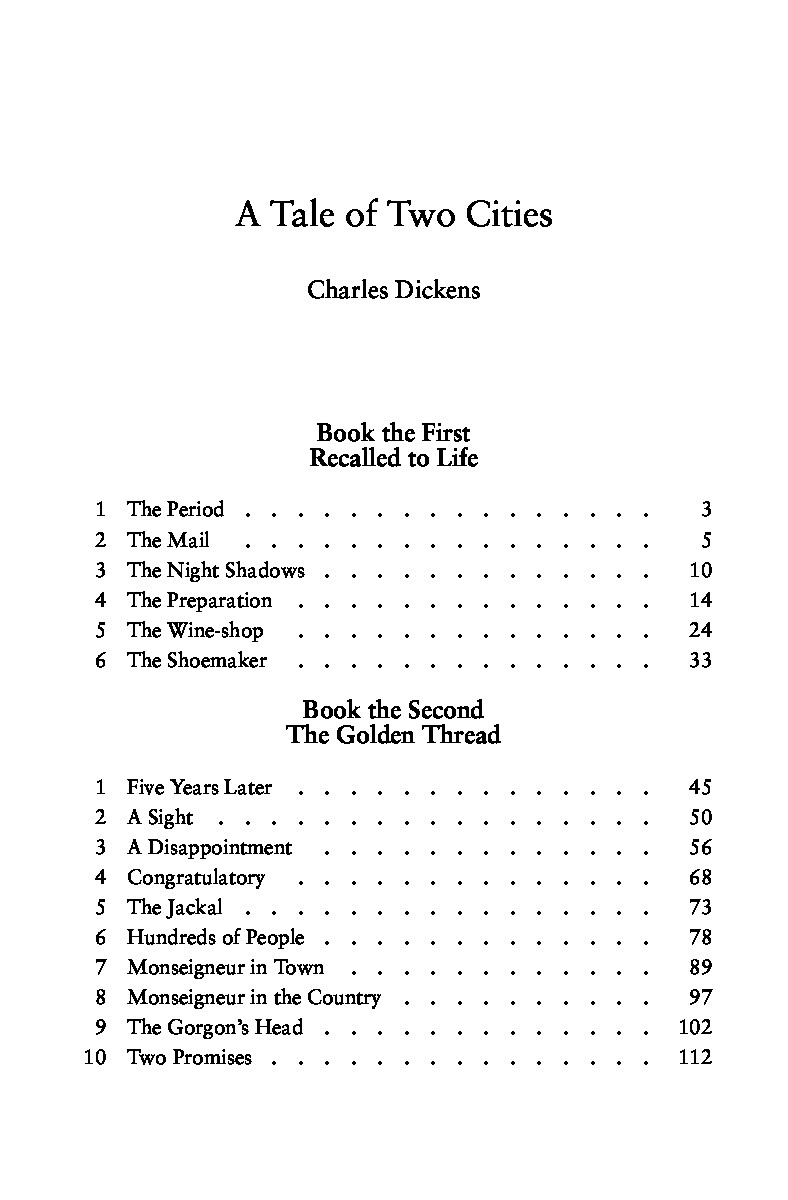 A Tale of Two Cities
Charles Dickens
Book the First
Recalled to Life
1 The Period . . . . . . . . . . . . . . . . 3
2 The Mail . . . . . . . . . . . . . . . . 5
3 The Night Shadows . . . . . . . . . . . . . 10
4 The Preparation . . . . . . . . . . . . . . 14
5 The Wine-shop . . . . . . . . . . . . . . 24
6 The Shoemaker . . . . . . . . . . . . . . 33
Book the Second
The Golden Thread
1 Five Years Later . . . . . . . . . . . . . . 45
2 A Sight . . . . . . . . . . . . . . . . . 50
3 A Disappointment . . . . . . . . . . . . . 56
4 Congratulatory . . . . . . . . . . . . . . 68
5 The Jackal . . . . . . . . . . . . . . . . 73
6 Hundreds of People . . . . . . . . . . . . . 78
7 Monseigneur in Town . . . . . . . . . . . . 89
8 Monseigneur in the Country . . . . . . . . . . 97
9 The Gorgon’s Head . . . . . . . . . . . . . 102
10 Two Promises . . . . . . . . . . . . . . . 112